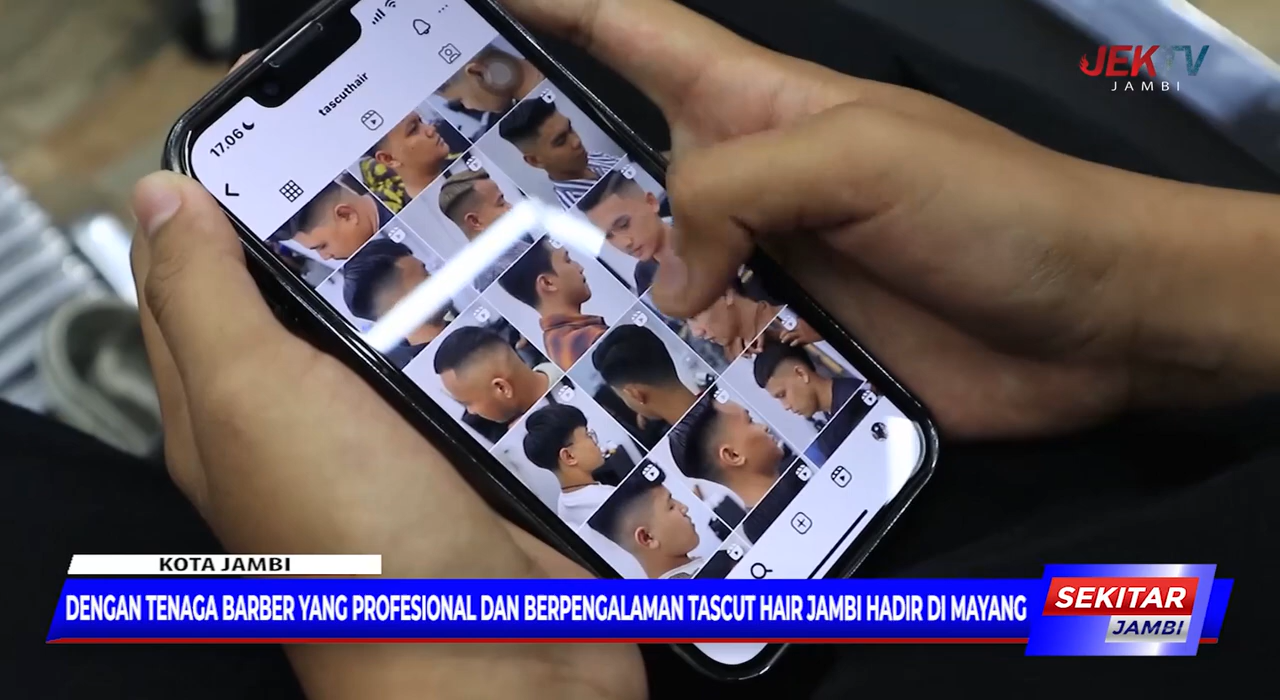 JEKTV
JAMBI
17.06
tascuthair
KOTA JAMBI
DENGAN TENAGA BARBER YANG PROFESIONAL DAN BERPENGALAMAN TASCUT HAIR JAMBI HADIR DI MAYANG
SEKITAR
JAMBI